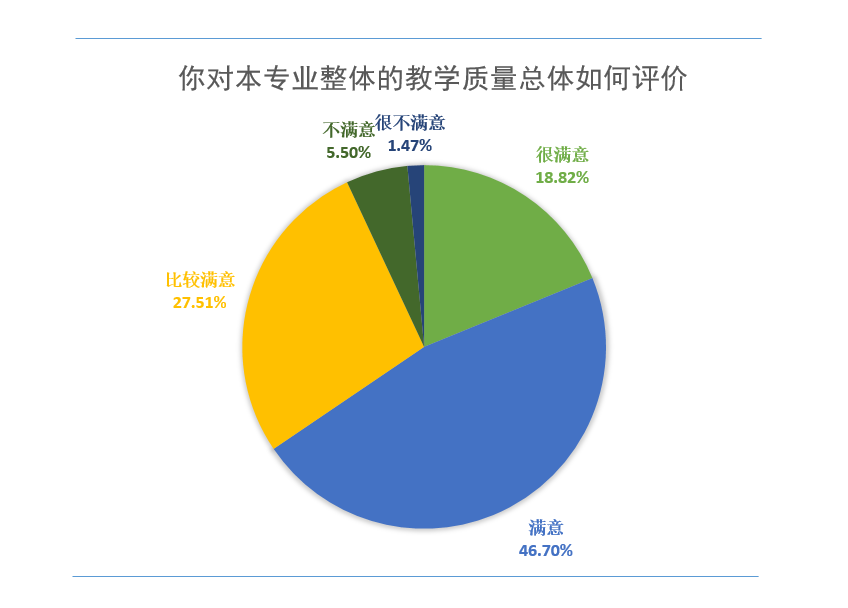 你对本专业整体的教学质量总体如何评价
不满意
5.50%
很不满意
1.47%
很满意
18.82%
比较满意
27.51%
满意
46.70%